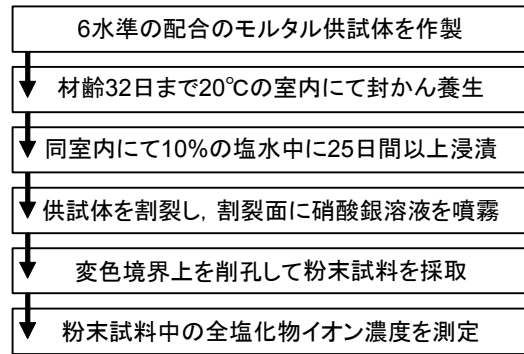 6水準の配合のモルタル供試体を作製
材齢32日まで20℃の室内にて封かん養生
同室内にて10%の塩水中に25日間以上浸漬
供試体を割裂し，割裂面に硝酸銀溶液を噴霧
変色境界上を削孔して粉末試料を採取
粉末試料中の全塩化物イオン濃度を測定